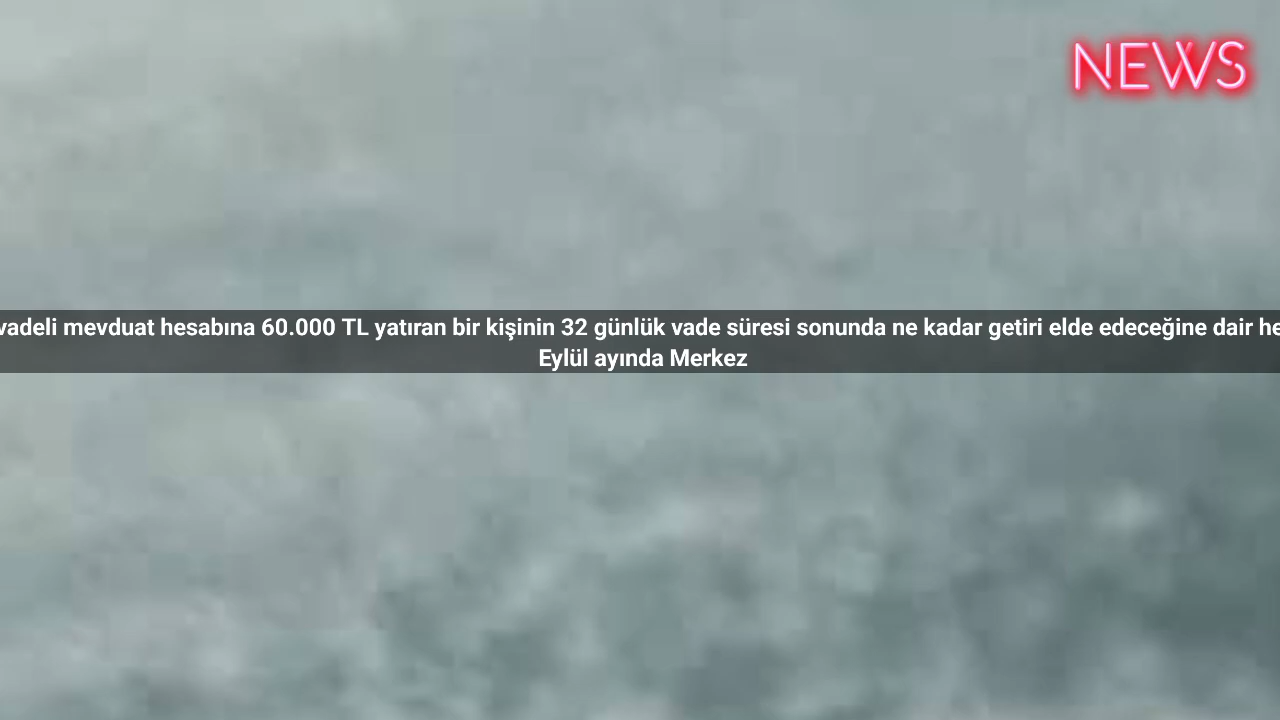 NEWS
vadeli mevduat hesabına 60.000 TL yatıran bir kişinin 32 günlük vade süresi sonunda ne kadar getiri elde edeceğine dair he
Eylül ayında Merkez